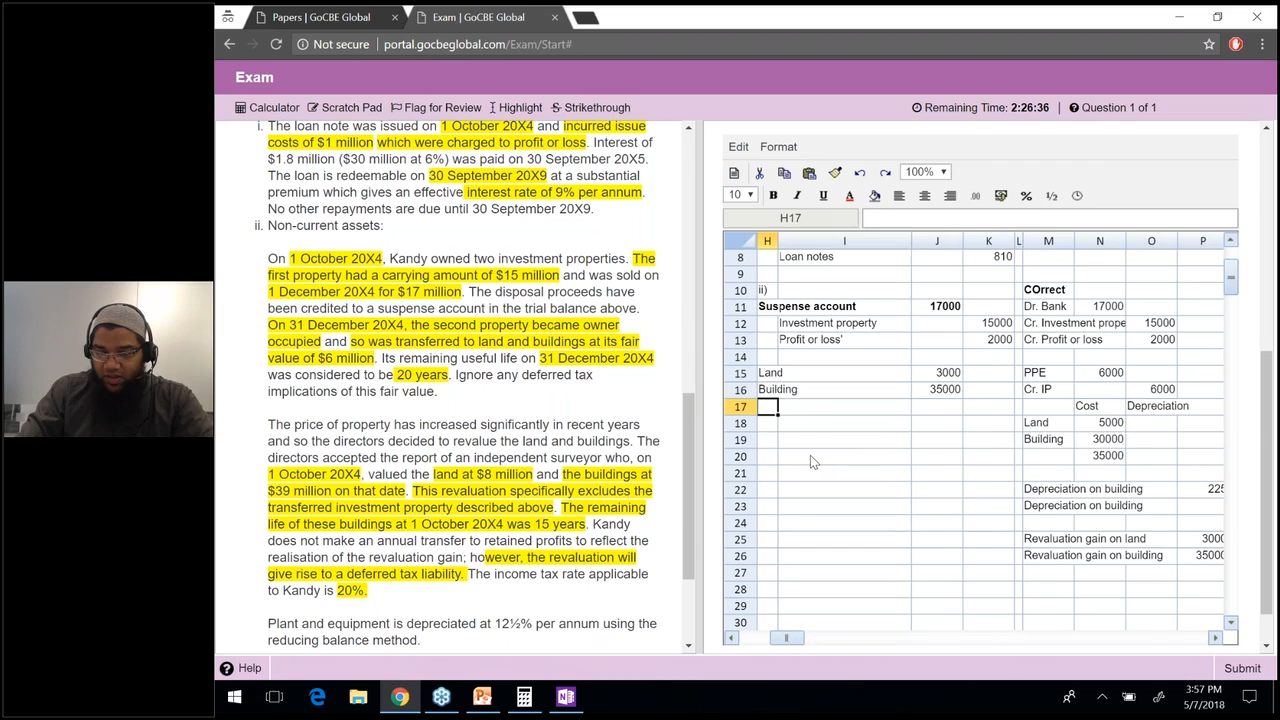 Papers | GoCBE Global
Exam | GoCBE Global
Not secure
portal.gocbeglobal.com/Exam/Start#
Exam
Calculator
Scratch Pad
Flag for Review
Highlight
Strikethrough
Remaining Time: 2:26:36
Question 1 of 1
i. The loan note was issued on 1 October 20X4 and incurred issue
costs of $1 million which were charged to profit or loss. Interest of
$1.8 million ($30 million at 6%) was paid on 30 September 20X5.
The loan is redeemable on 30 September 20X9 at a substantial
premium which gives an effective interest rate of 9% per annum.
No other repayments are due until 30 September 20X9.
ii. Non-current assets:
On 1 October 20X4, Kandy owned two investment properties. The
first property had a carrying amount of $15 million and was sold on
1 December 20X4 for $17 million. The disposal proceeds have
been credited to a suspense account in the trial balance above.
On 31 December 20X4, the second property became owner
occupied and so was transferred to land and buildings at its fair
value of $6 million. Its remaining useful life on 31 December 20X4
was considered to be 20 years. Ignore any deferred tax
implications of this fair value.
The price of property has increased significantly in recent years
and so the directors decided to revalue the land and buildings. The
directors accepted the report of an independent surveyor who, on
1 October 20X4, valued the land at $8 million and the buildings at
$39 million on that date. This revaluation specifically excludes the
transferred investment property described above. The remaining
life of these buildings at 1 October 20X4 was 15 years. Kandy
does not make an annual transfer to retained profits to reflect the
realisation of the revaluation gain; however, the revaluation will
give rise to a deferred tax liability. The income tax rate applicable
to Kandy is 20%.
Plant and equipment is depreciated at 12½% per annum using the
reducing balance method.
Edit Format
100%
10 B I U A
%
1/2
H17
H I J K L M N O P
8 Loan notes 810
9
10 ii) COrrect
11 Suspense account 17000 Dr. Bank 17000
12 Investment property 15000 Cr. Investment prope 15000
13 Profit or loss' 2000 Cr. Profit or loss 2000
14
15 Land 3000 PPE 6000
16 Building 35000 Cr. IP 6000
17 Cost Depreciation
18 Land 5000
19 Building 30000
20 35000
21
22 Depreciation on building 225
23 Depreciation on building
24
25 Revaluation gain on land 3000
26 Revaluation gain on building 35000
27
28
29
30
Help
Submit
3:57 PM
5/7/2018